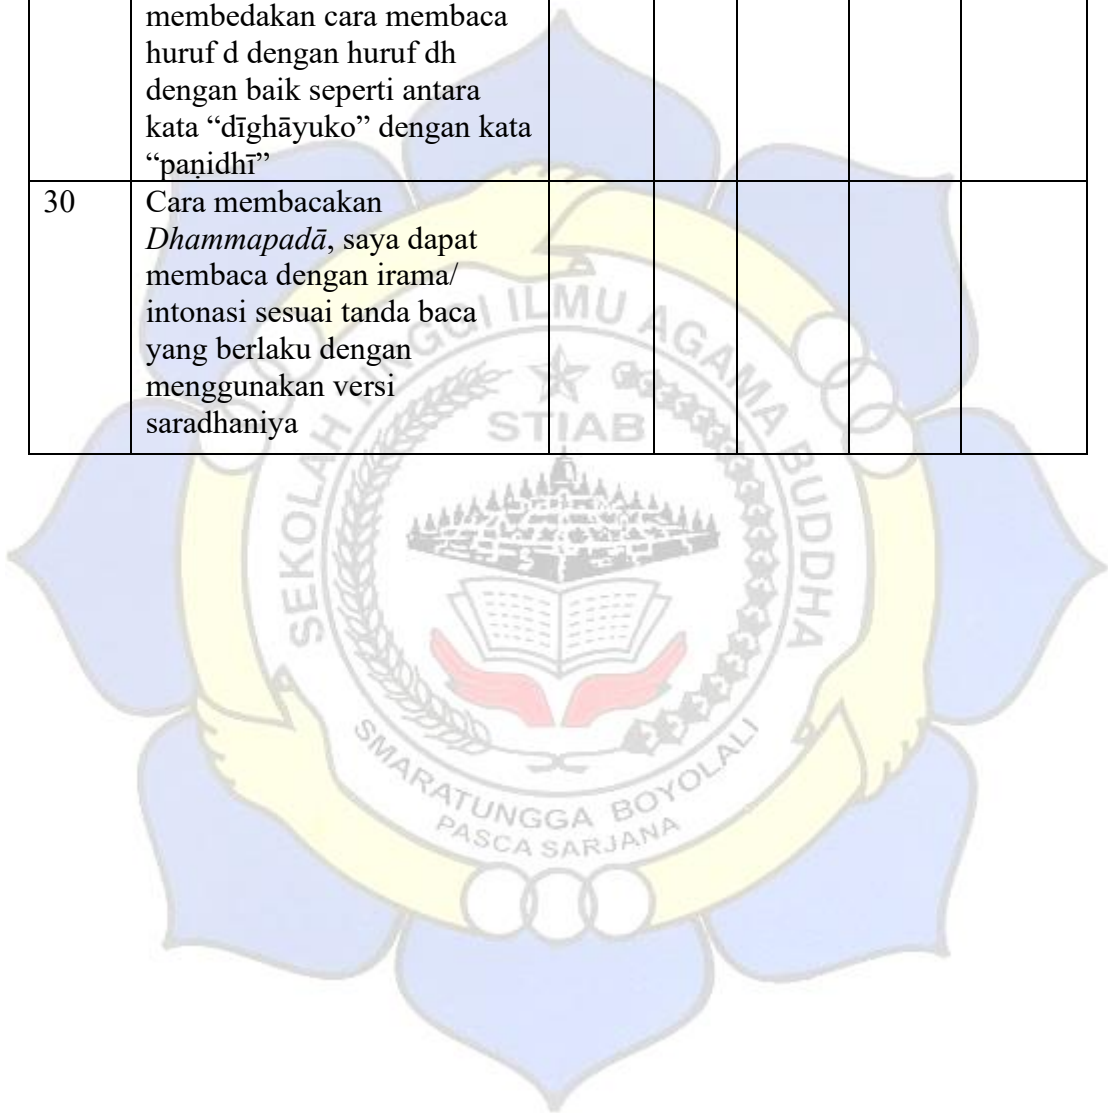 membedakan cara membaca
huruf d dengan huruf dh
dengan baik seperti antara
kata “dīghāyuko” dengan kata
“paṇidhī”
30 Cara membacakan
Dhammapadā, saya dapat
membaca dengan irama/
intonasi sesuai tanda baca
yang berlaku dengan
menggunakan versi
saradhaniya
SEKOLAH TINGGI ILMU AGAMA BUDDHA
STIAB
SMARATUNGGA BOYOLALI
PASCA SARJANA